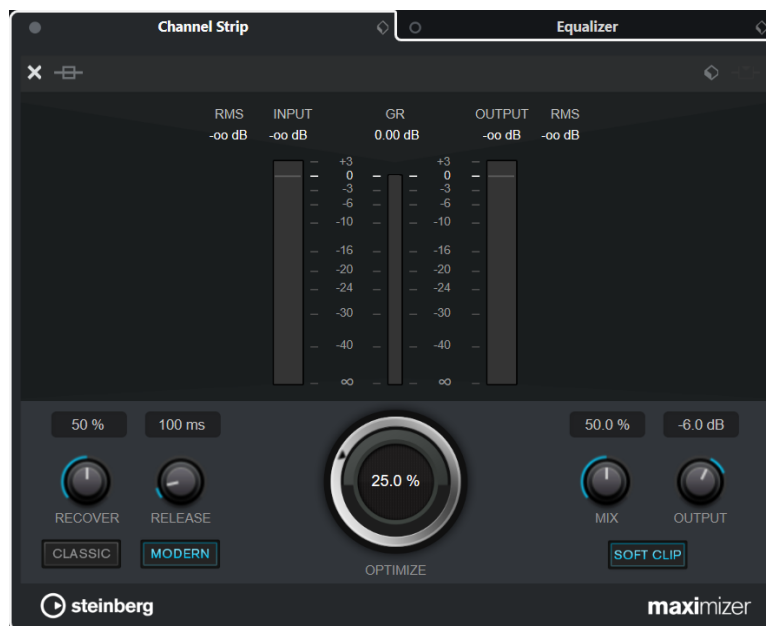 Channel Strip Equalizer
RMS INPUT GR OUTPUT RMS
-oo dB -oo dB 0.00 dB -oo dB -oo dB
+3 +3
0 0
-3 -3
-6 -6
-10 -10
-16 -16
-20 -20
-24 -24
-30 -30
-40 -40
∞ ∞
50 % 100 ms 50.0 % -6.0 dB
25.0 %
RECOVER RELEASE MIX OUTPUT
CLASSIC MODERN SOFT CLIP
OPTIMIZE
steinberg maximizer